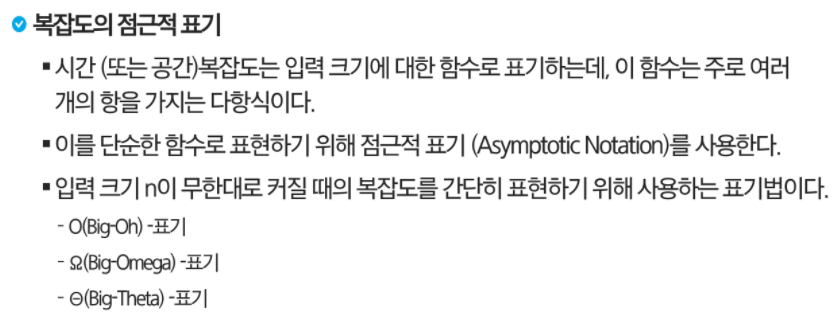 복잡도의 점근적 표기
▪시간 (또는 공간)복잡도는 입력 크기에 대한 함수로 표기하는데, 이 함수는 주로 여러
개의 항을 가지는 다항식이다.
▪이를 단순한 함수로 표현하기 위해 점근적 표기 (Asymptotic Notation)를 사용한다.
▪입력 크기 n이 무한대로 커질 때의 복잡도를 간단히 표현하기 위해 사용하는 표기법이다.
- O(Big-Oh) -표기
- Ω(Big-Omega) -표기
- Θ(Big-Theta) -표기